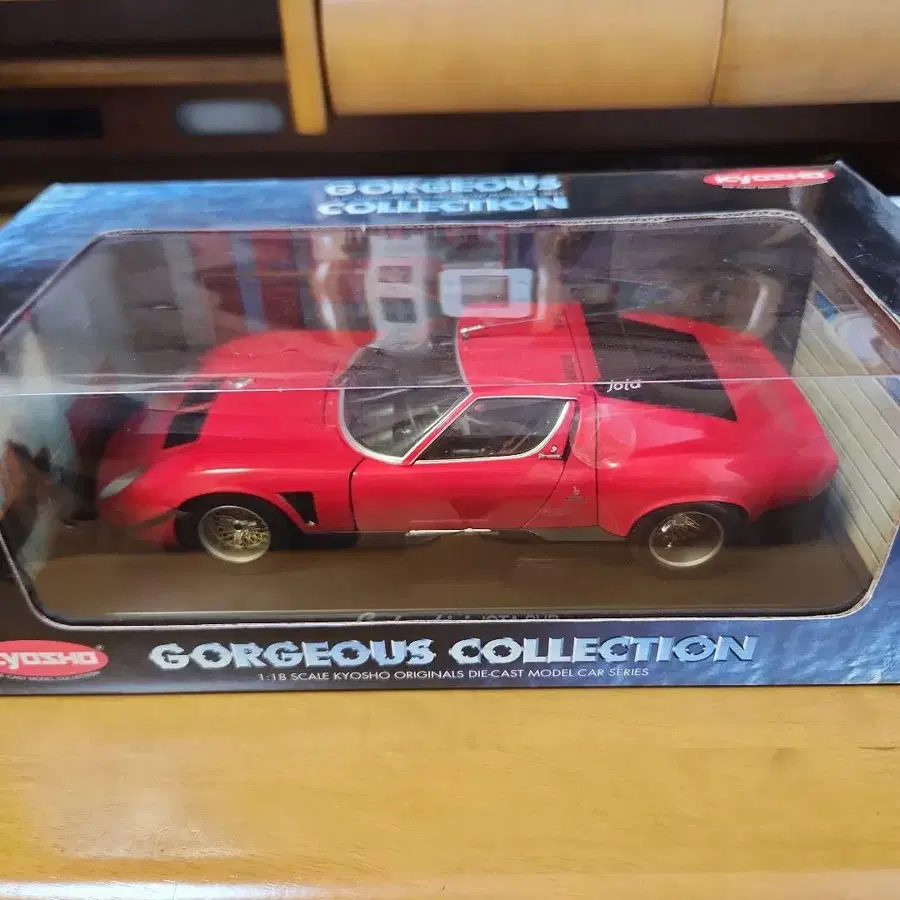 GORGEOUS
COLLECTION
KYOSHO
Jota
KYOSHO
GORGEOUS COLLECTION
1:18 SCALE KYOSHO ORIGINALS DIE-CAST MODEL CAR SERIES